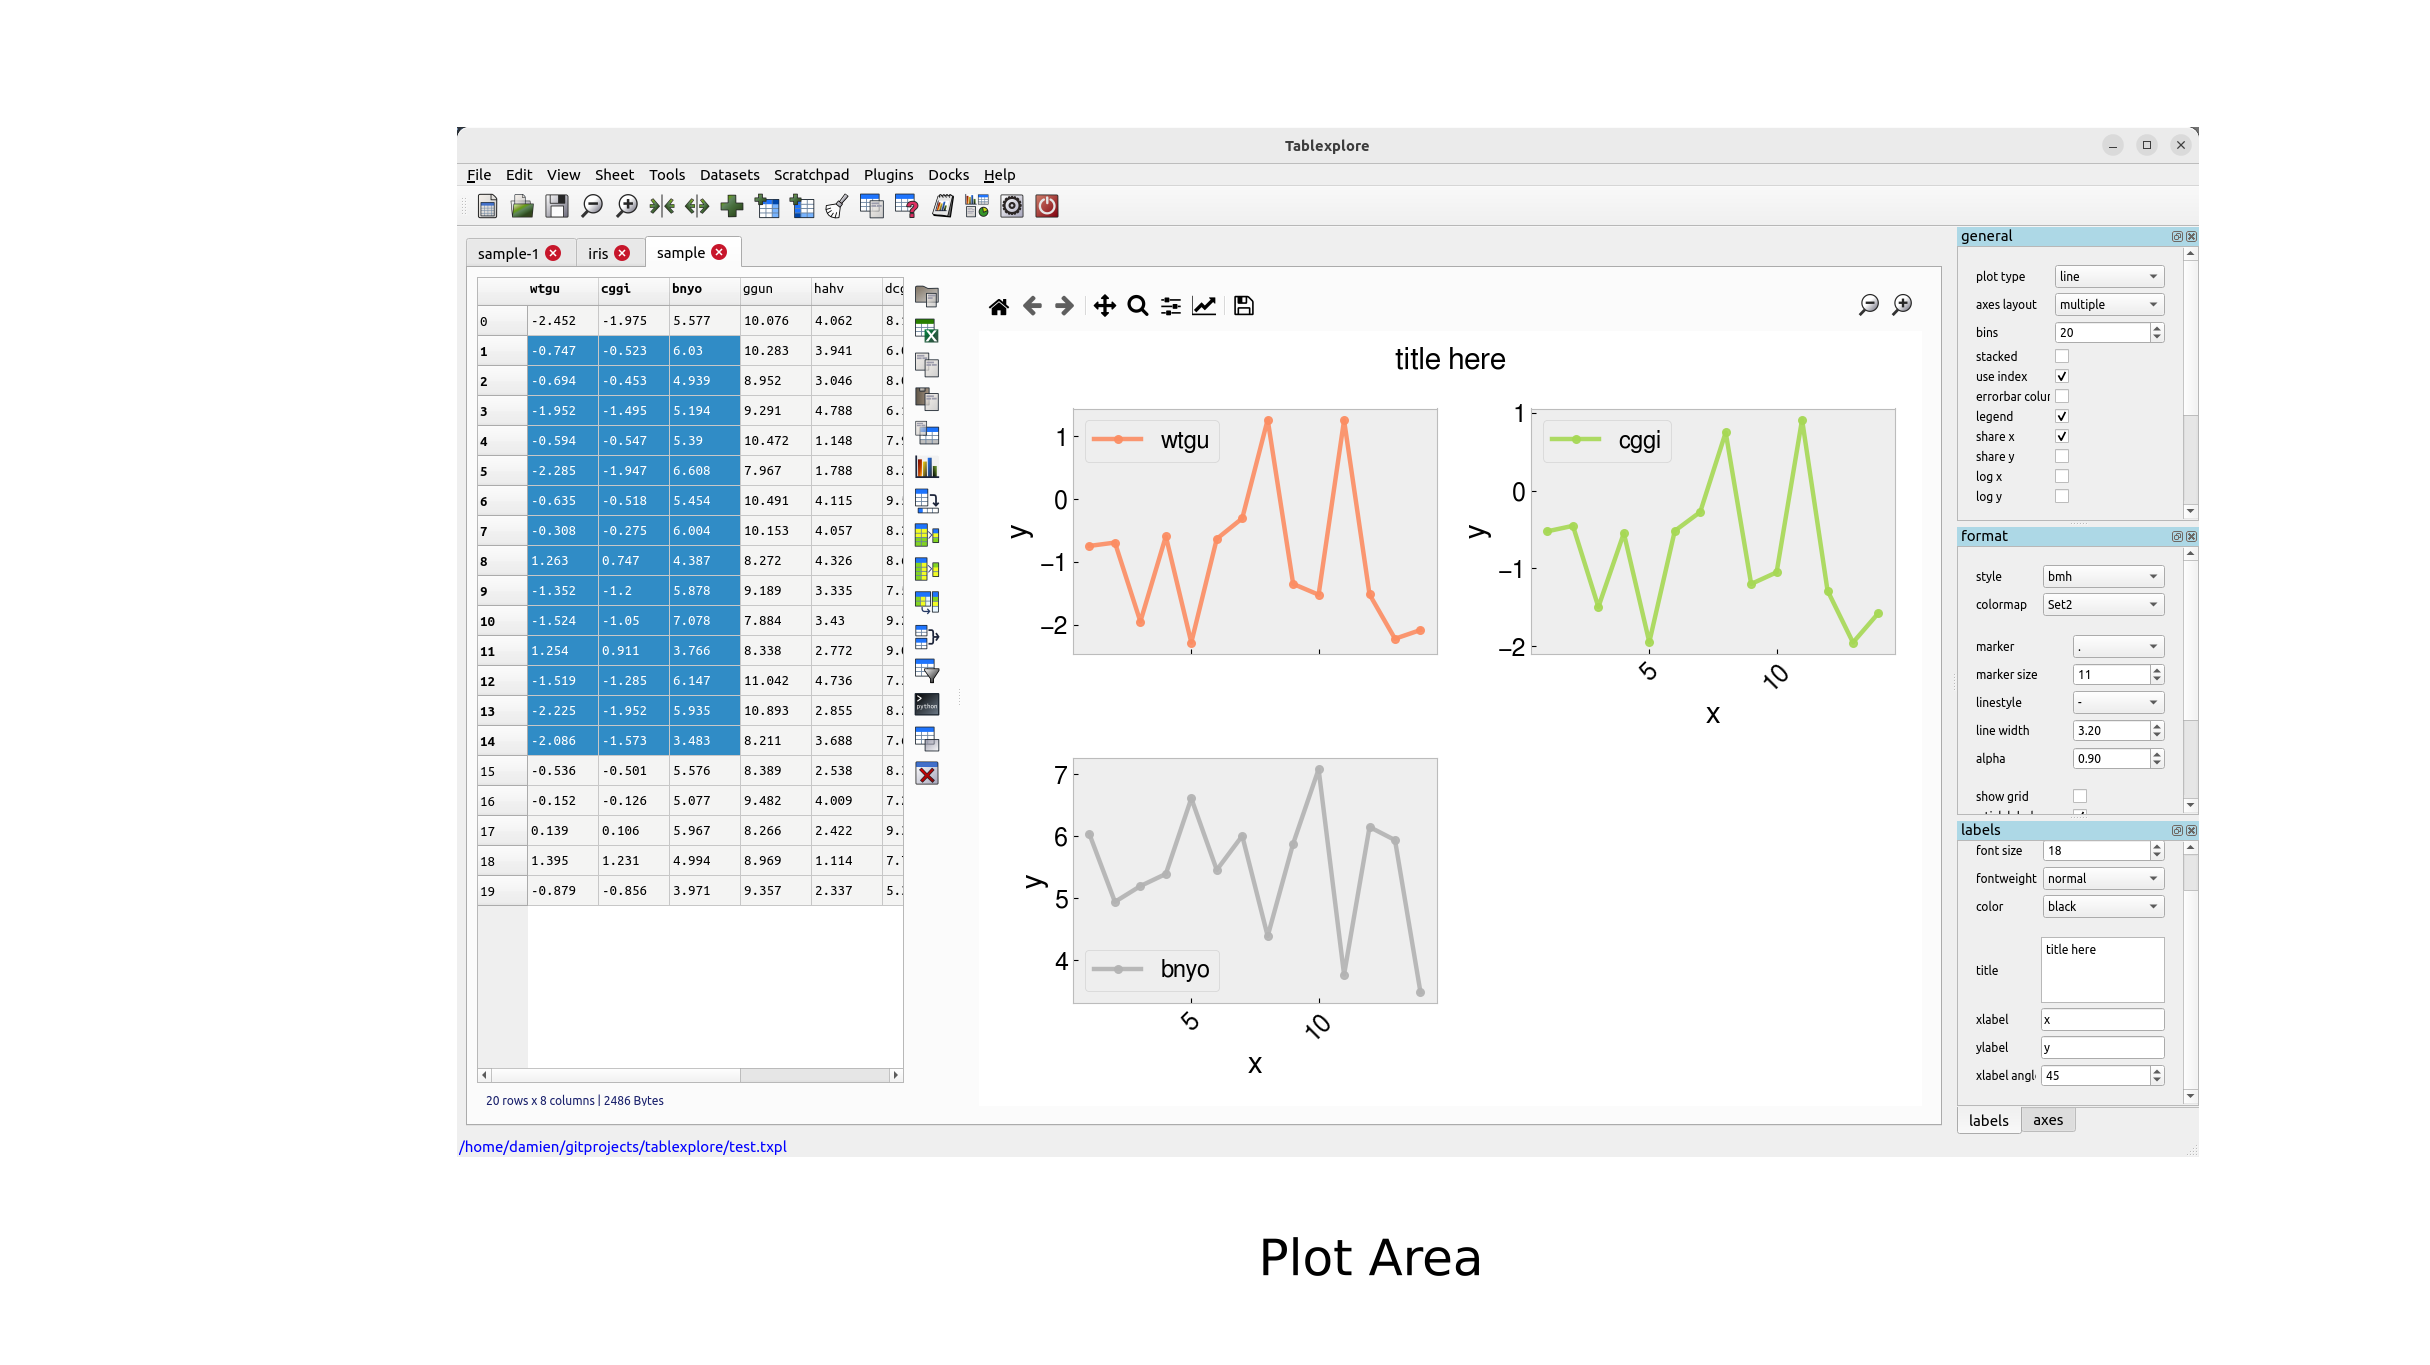 Tablexplore
File Edit View Sheet Tools Datasets Scratchpad Plugins Docks Help
sample-1 iris sample
wtgu cggi bnyo ggun hahv
0 -2.452 -1.975 5.577 10.076 4.062 8.
1 -0.747 -0.523 6.03 10.283 3.941 6.
2 -0.694 -0.453 4.939 8.952 3.046 8.
3 -1.952 -1.495 5.194 9.291 4.788 6.
4 -0.594 -0.547 5.39 10.472 1.148 7.
5 -2.285 -1.947 6.608 7.967 1.788 8.
6 -0.635 -0.518 5.454 10.491 4.115 9.
7 -0.308 -0.275 6.004 10.153 4.057 8.
8 1.263 0.747 4.387 8.272 4.326 8.
9 -1.352 -1.2 5.878 9.189 3.335 7.
10 -1.524 -1.05 7.078 7.884 3.43 9.
11 1.254 0.911 3.766 8.338 2.772 9.
12 -1.519 -1.285 6.147 11.042 4.736 7.
13 -2.225 -1.952 5.935 10.893 2.855 8.
14 -2.086 -1.573 3.483 8.211 3.688 7.
15 -0.536 -0.501 5.576 8.389 2.538 8.
16 -0.152 -0.126 5.077 9.482 4.009 7.
17 0.139 0.106 5.967 8.266 2.422 9.
18 1.395 1.231 4.994 8.969 1.114 7.
19 -0.879 -0.856 3.971 9.357 2.337 5.
20 rows x 8 columns | 2486 Bytes
/home/damien/gitprojects/tablexplore/test.txpl
python
title here
wtgu
1
0
−1
−2
y
cggi
1
0
−1
−2
y
5 10
x
bnyo
7
6
5
4
y
5 10
x
general
plot type line
axes layout multiple
bins 20
stacked
use index
errorbar colur
legend
share x
share y
log x
log y
format
style bmh
colormap Set2
marker .
marker size 11
linestyle -
line width 3.20
alpha 0.90
show grid
labels
font size 18
fontweight normal
color black
title title here
xlabel x
ylabel y
xlabel angl 45
labels axes
Plot Area